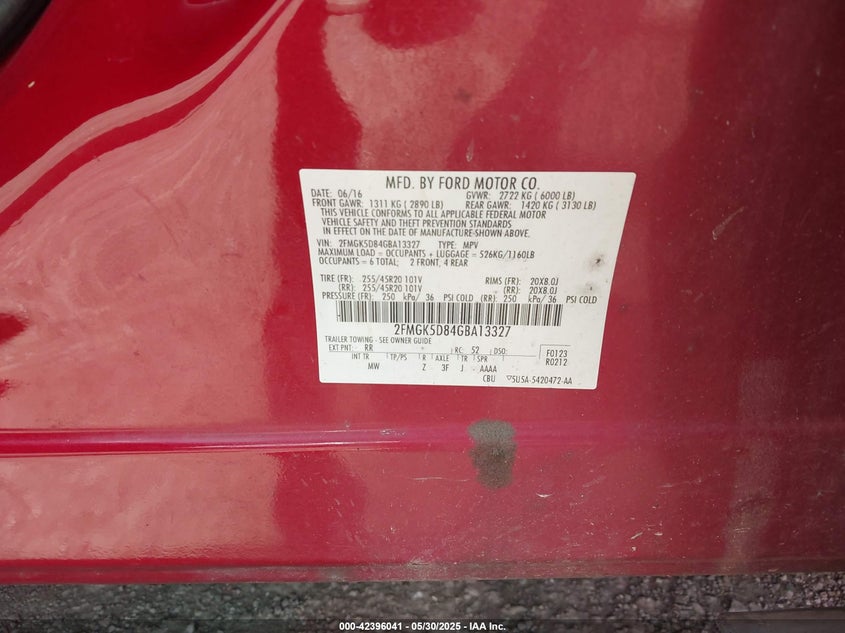 MFD. BY FORD MOTOR CO.
DATE: 06/16 GVWR: 2722 KG ( 6000 LB)
FRONT GAWR: 1311 KG ( 2890 LB) REAR GAWR: 1420 KG ( 3130 LB)
THIS VEHICLE CONFORMS TO ALL APPLICABLE FEDERAL MOTOR
VEHICLE SAFETY AND THEFT PREVENTION STANDARDS
IN EFFECT ON THE DATE OF MANUFACTURE SHOWN ABOVE.
VIN: 2FMGK5D84GBA13327 TYPE: MPV
MAXIMUM LOAD = OCCUPANTS + LUGGAGE = 526KG/1160LB
OCCUPANTS = 6 TOTAL; 2 FRONT, 4 REAR
TIRE (FR): 255/45R20 101V RIMS (FR): 20X8.0J
(RR): 255/45R20 101V (RR): 20X8.0J
PRESSURE (FR): 250 kPa/ 36 PSI COLD (RR): 250 kPa/ 36 PSI COLD
2FMGK5D84GBA13327
TRAILER TOWING - SEE OWNER GUIDE
EXT PNT: RR RC: 52 DSO: F0123
INT TR TP/PS R AXLE TR SPR R0212
MW Z 3F J AAAA
CBU ▽5U5A-5420472-AA
000-42396041 — 05/30/2025 — IAA Inc.